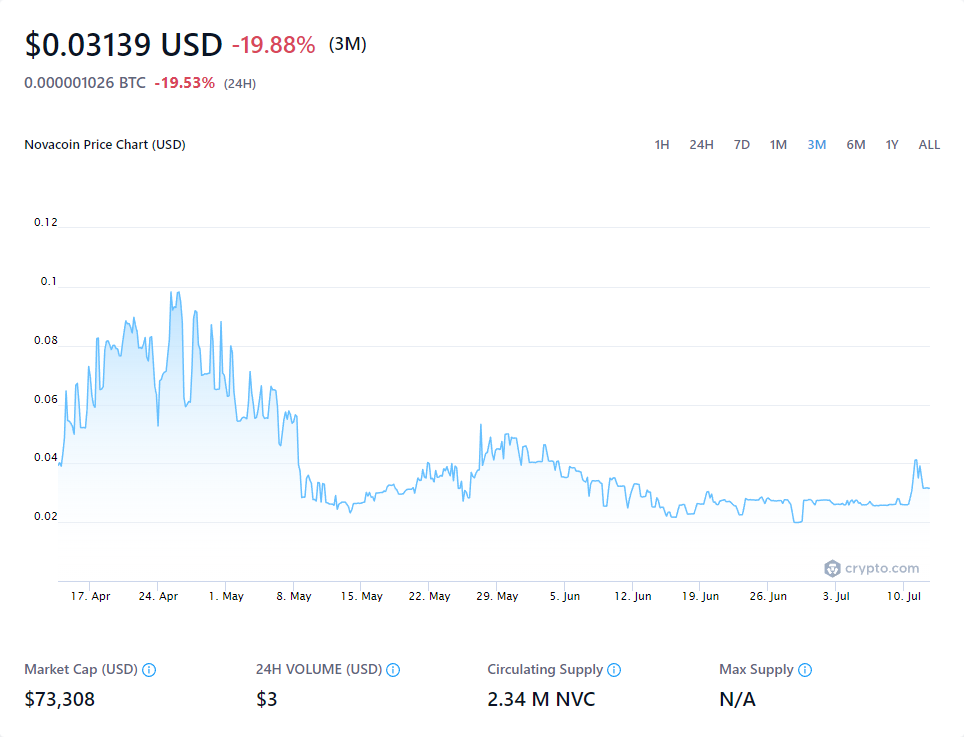 $0.03139 USD -19.88% (3M)
0.000001026 BTC -19.53% (24H)
Novacoin Price Chart (USD) 1H 24H 7D 1M 3M 6M 1Y ALL
0.12
0.1
0.08
0.06
0.04
0.02
crypto.com
17. Apr 24. Apr 1. May 8. May 15. May 22. May 29. May 5. Jun 12. Jun 19. Jun 26. Jun 3. Jul 10. Jul
Market Cap (USD) 24H VOLUME (USD) Circulating Supply Max Supply
$73,308 $3 2.34 M NVC N/A